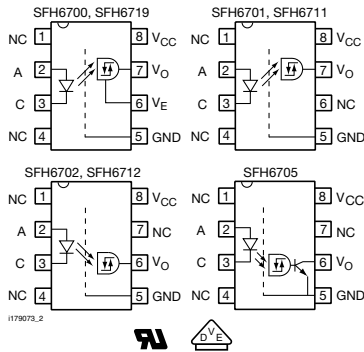 SFH6700, SFH6719
NC 1
A 2
C 3
NC 4
8 VCC
7 VO
6 VE
5 GND
SFH6701, SFH6711
NC 1
A 2
C 3
NC 4
8 VCC
7 VO
6 NC
5 GND
SFH6702, SFH6712
NC 1
A 2
C 3
NC 4
8 VCC
7 NC
6 VO
5 GND
SFH6705
NC 1
A 2
C 3
NC 4
8 VCC
7 NC
6 VO
5 GND
i179073_2
RU
D V E